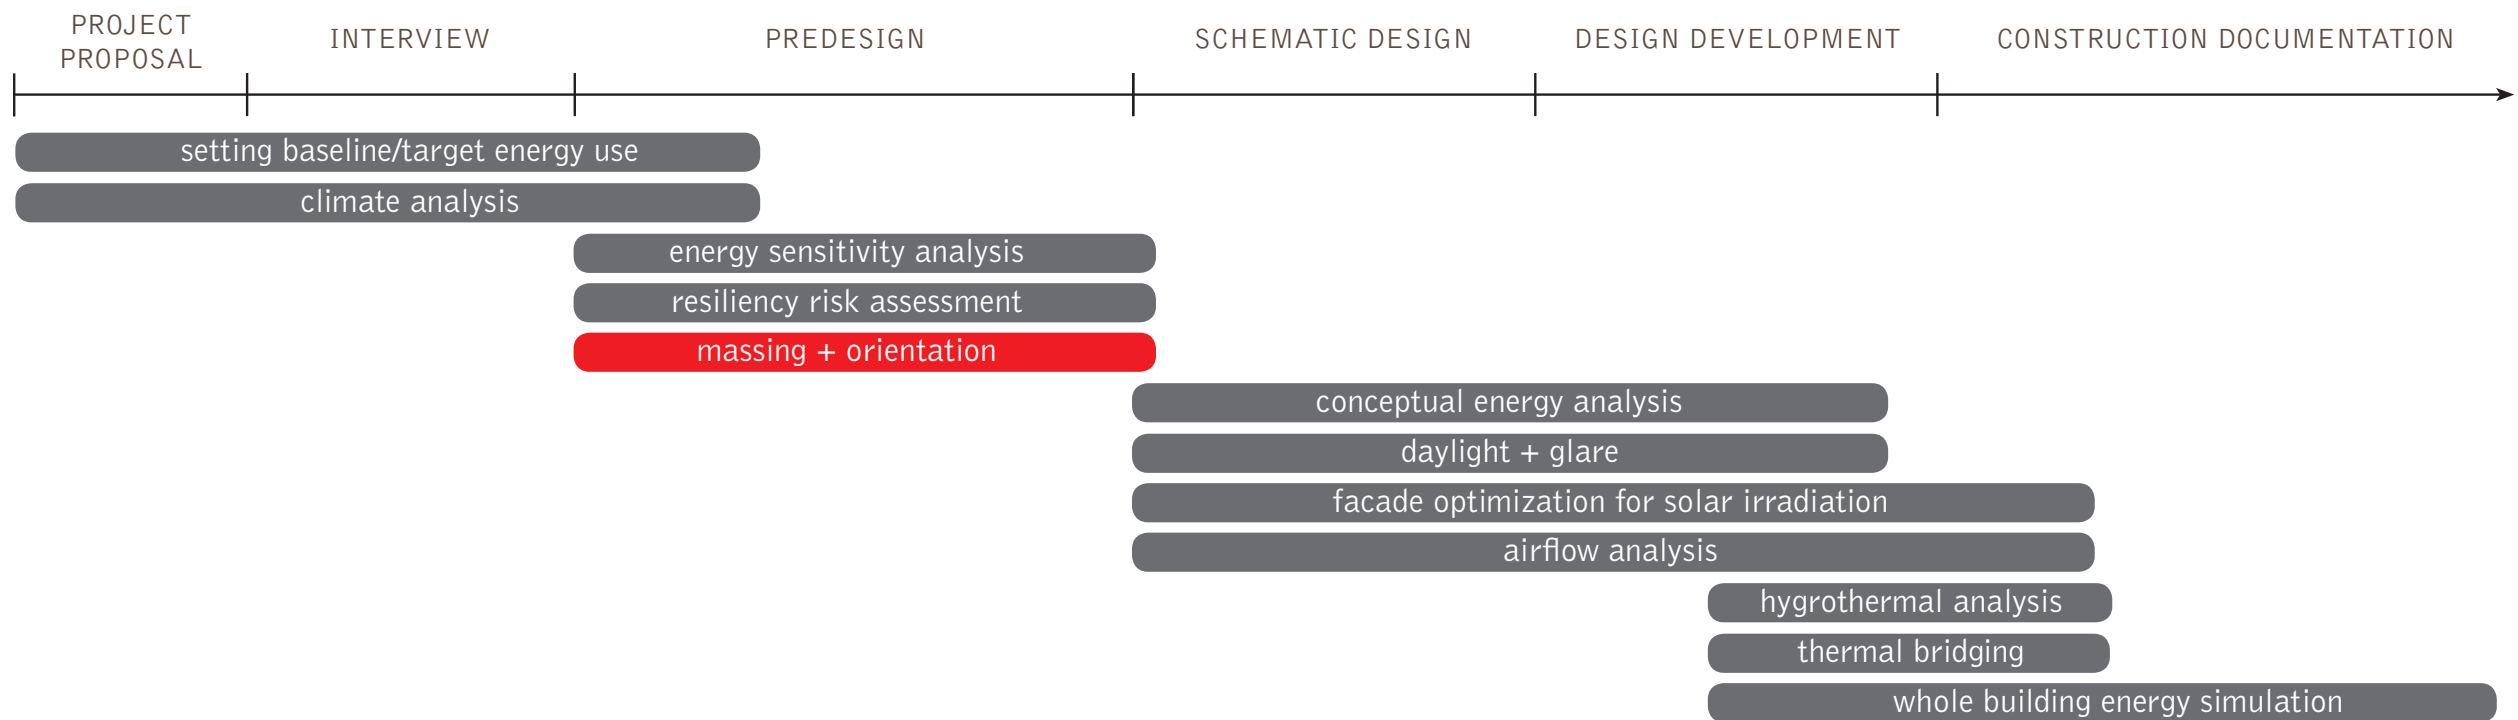 PROJECT
PROPOSAL
INTERVIEW
PREDESIGN
SCHEMATIC DESIGN
DESIGN DEVELOPMENT
CONSTRUCTION DOCUMENTATION
setting baseline/target energy use
climate analysis
energy sensitivity analysis
resiliency risk assessment
massing + orientation
conceptual energy analysis
daylight + glare
facade optimization for solar irradiation
airflow analysis
hygrothermal analysis
thermal bridging
whole building energy simulation